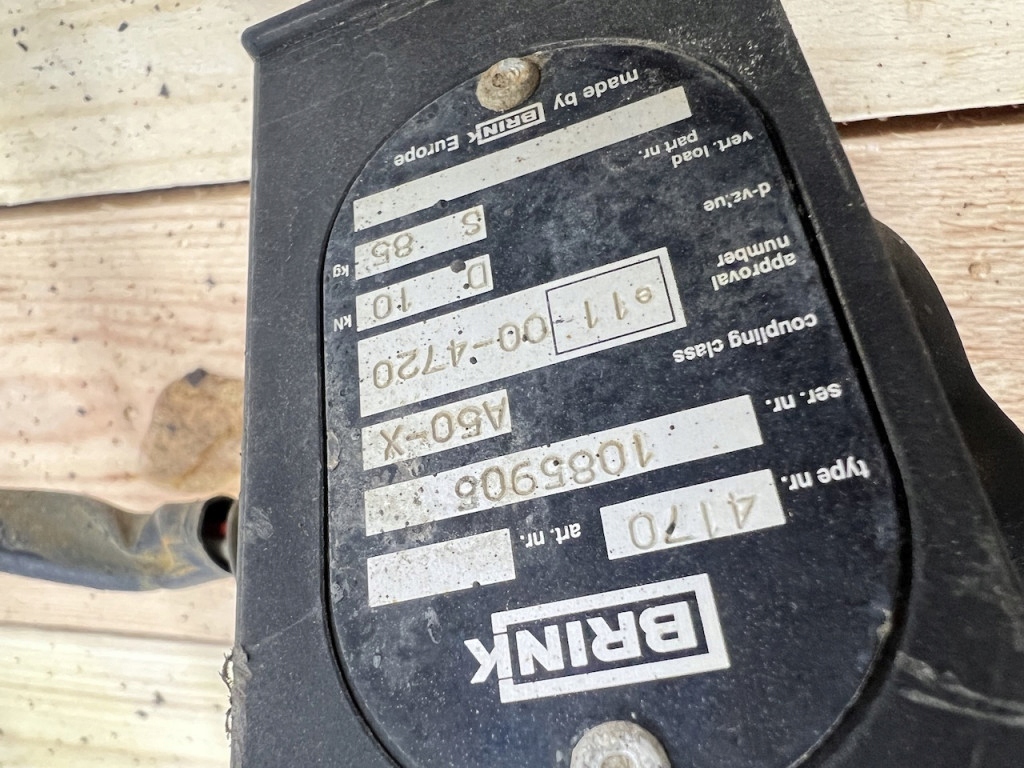 BRINK
type nr. 4170 art. nr.
ser. nr. 1085905
coupling class A50-X
approval number e11 00-4720
d-value D 10 kN
vert. load S 85 kg
part nr.
made by BRINK Europe